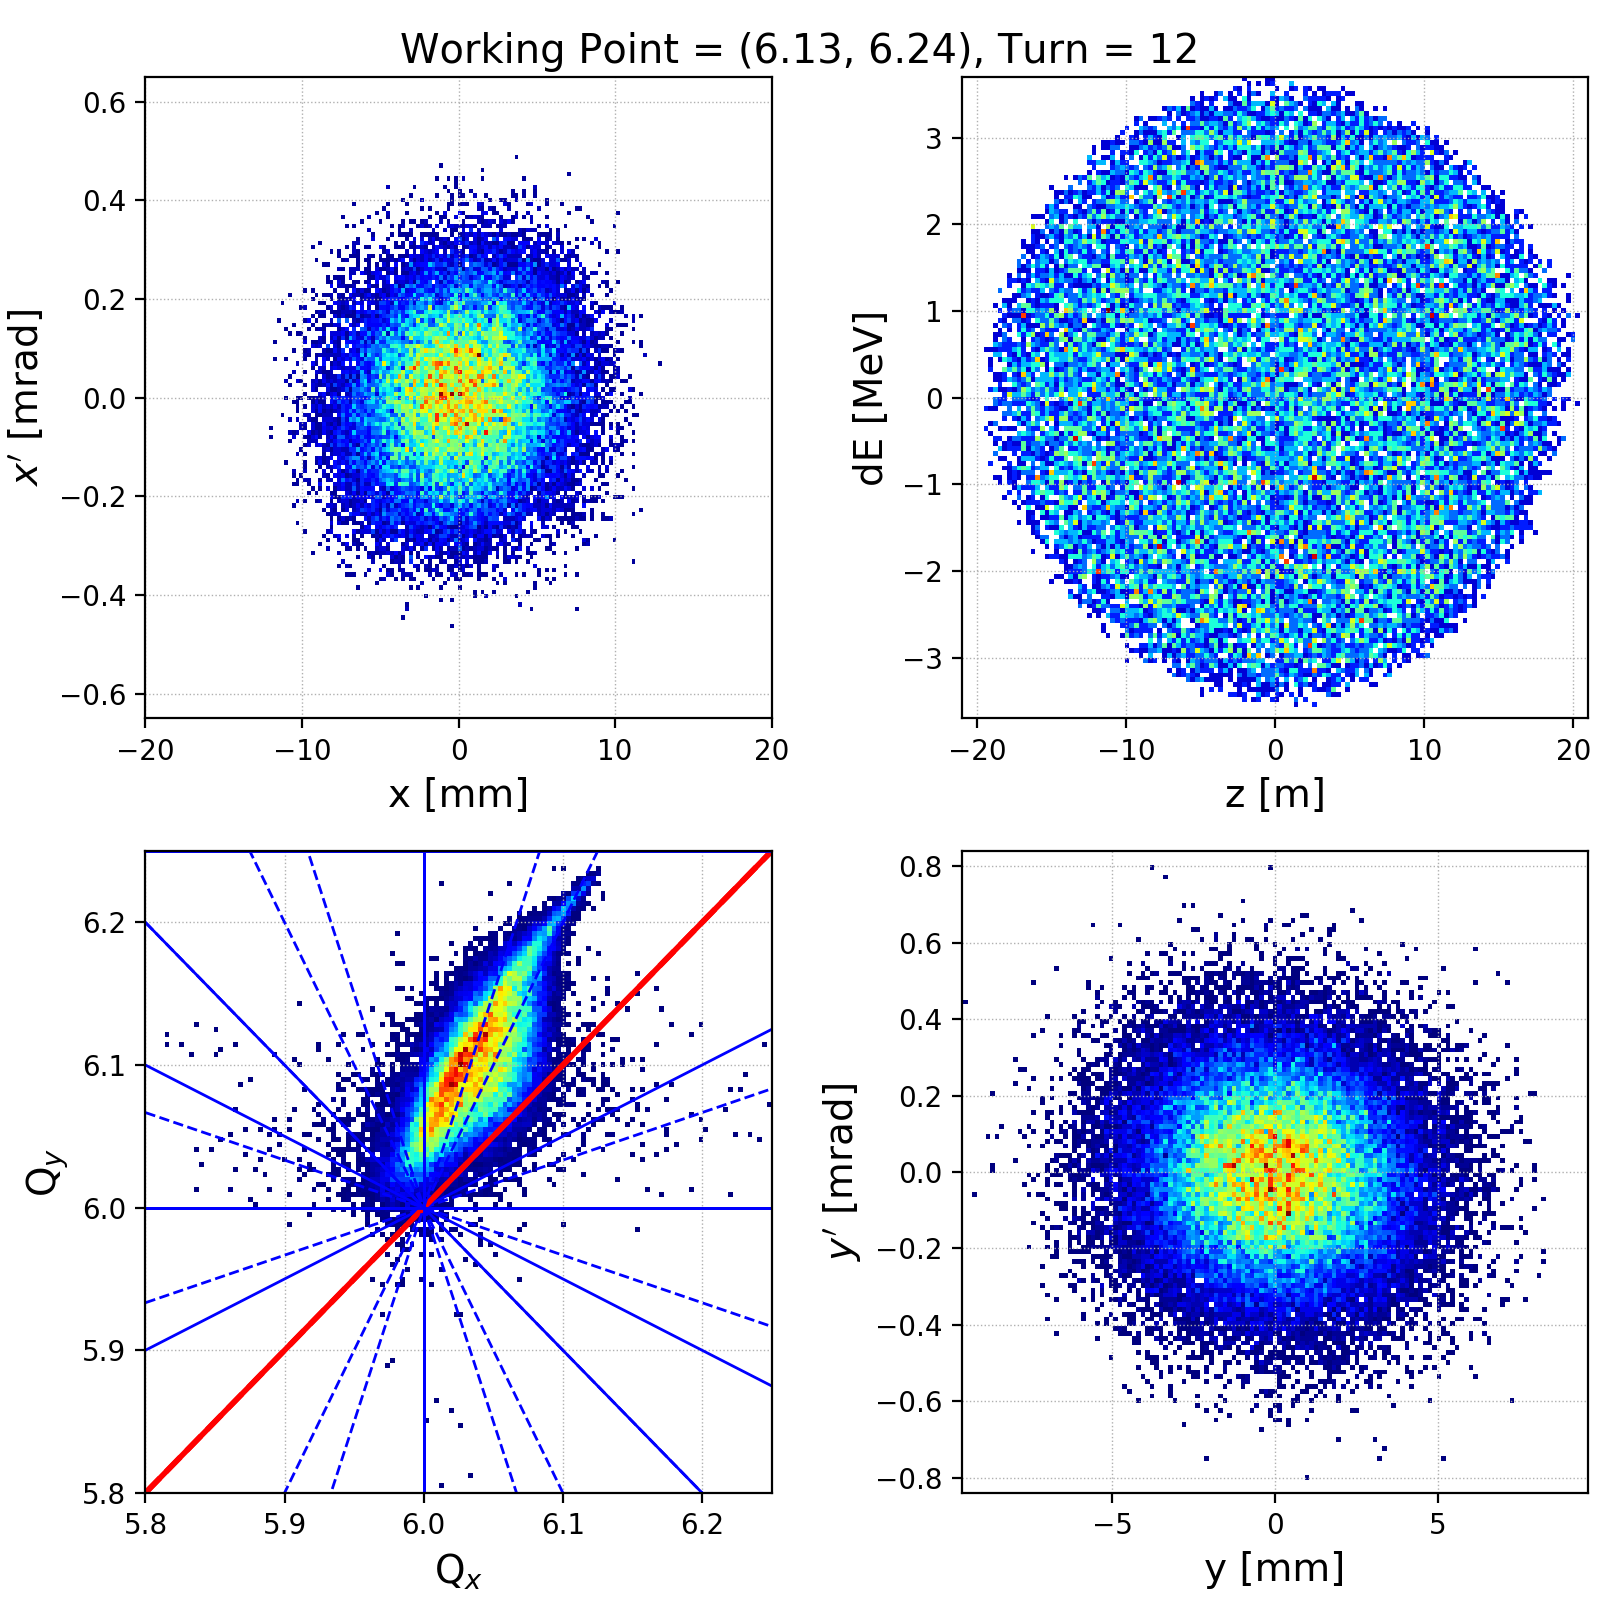 Working Point = (6.13, 6.24), Turn = 12
0.6
0.4
0.2
0.0
−0.2
−0.4
−0.6
x′ [mrad]
−20 −10 0 10 20
x [mm]
3
2
1
0
−1
−2
−3
dE [MeV]
−20 −10 0 10 20
z [m]
6.2
6.1
6.0
5.9
5.8
Qy
5.8 5.9 6.0 6.1 6.2
Qx
0.8
0.6
0.4
0.2
0.0
−0.2
−0.4
−0.6
−0.8
y′ [mrad]
−5 0 5
y [mm]